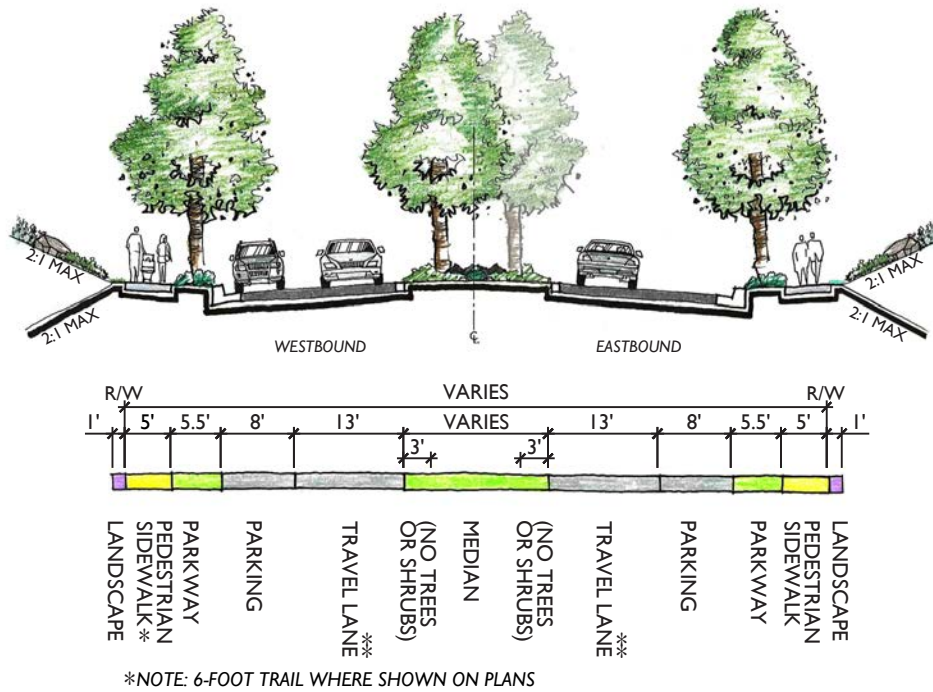 2:1 MAX
2:1 MAX
2:1 MAX
2:1 MAX
WESTBOUND
℄
EASTBOUND
R/W
VARIES
R/W
1'
5'
5.5'
8'
13'
VARIES
13'
8'
5.5'
5'
1'
3'
3'
LANDSCAPE
PEDESTRIAN
SIDEWALK*
PARKWAY
PARKING
TRAVEL LANE**
(NO TREES
OR SHRUBS)
MEDIAN
(NO TREES
OR SHRUBS)
TRAVEL LANE**
PARKING
PARKWAY
PEDESTRIAN
SIDEWALK
LANDSCAPE
*NOTE: 6-FOOT TRAIL WHERE SHOWN ON PLANS